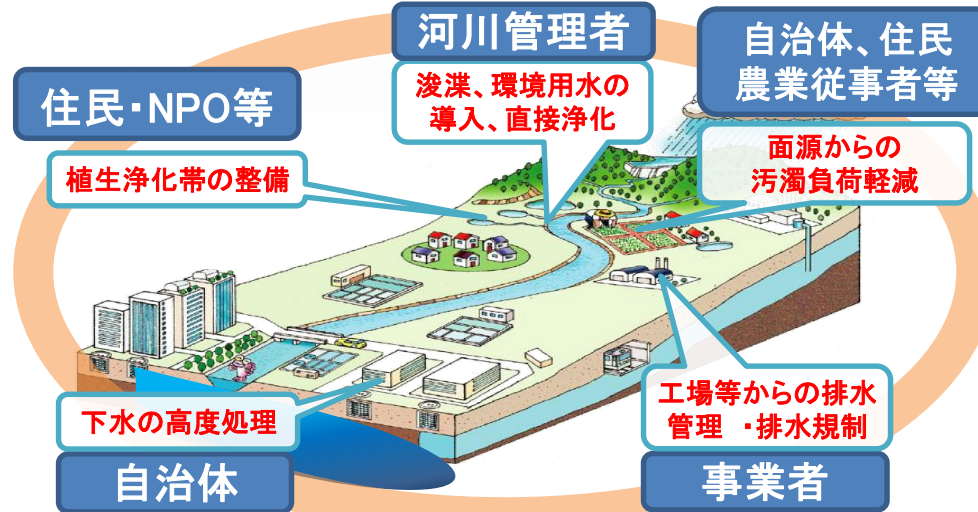 河川管理者
浚渫、環境用水の
導入、直接浄化
自治体、住民
農業従事者等
面源からの
汚濁負荷軽減
住民・NPO等
植生浄化帯の整備
下水の高度処理
自治体
工場等からの排水
管理　・排水規制
事業者